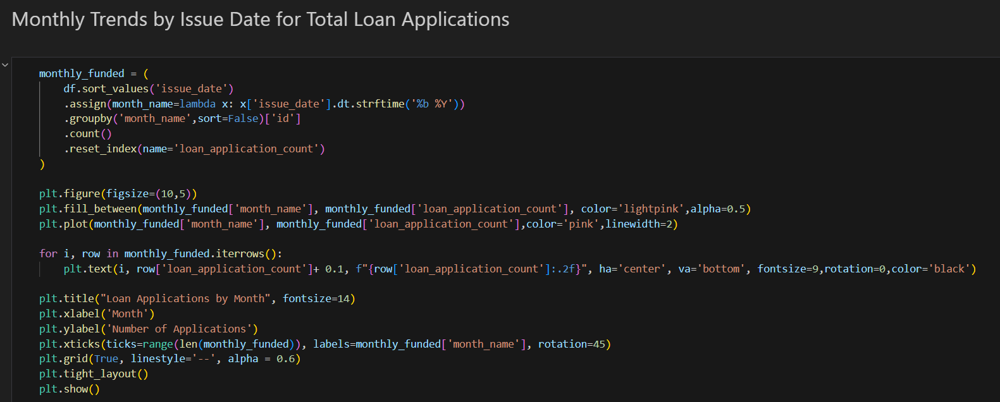 Monthly Trends by Issue Date for Total Loan Applications
monthly_funded = (
    df.sort_values('issue_date')
    .assign(month_name=lambda x: x['issue_date'].dt.strftime('%b %Y'))
    .groupby('month_name',sort=False)['id']
    .count()
    .reset_index(name='loan_application_count')
)
plt.figure(figsize=(10,5))
plt.fill_between(monthly_funded['month_name'], monthly_funded['loan_application_count'], color='lightpink',alpha=0.5)
plt.plot(monthly_funded['month_name'], monthly_funded['loan_application_count'],color='pink',linewidth=2)
for i, row in monthly_funded.iterrows():
    plt.text(i, row['loan_application_count']+ 0.1, f"{row['loan_application_count']:.2f}", ha='center', va='bottom', fontsize=9,rotation=0,color='black')
plt.title("Loan Applications by Month", fontsize=14)
plt.xlabel('Month')
plt.ylabel('Number of Applications')
plt.xticks(ticks=range(len(monthly_funded)), labels=monthly_funded['month_name'], rotation=45)
plt.grid(True, linestyle='--', alpha = 0.6)
plt.tight_layout()
plt.show()